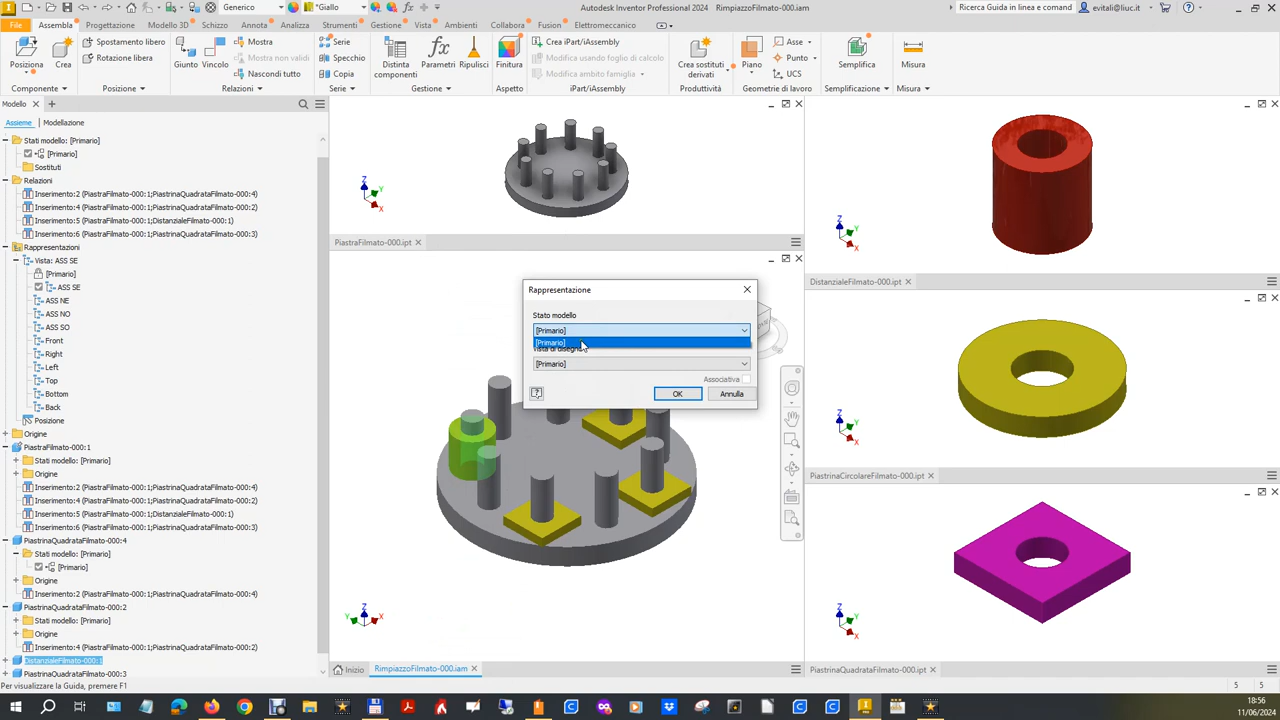 Generico
*Giallo
Autodesk Inventor Professional 2024   RimpiazzoFilmato-000.iam
Ricerca Guida in linea e comandi
evitali@liuc.it
File Assembla Progettazione Modello 3D Schizzo Annota Analizza Strumenti Gestione Vista Ambienti Collabora Fusion Elettromeccanico
Posiziona
Crea
Spostamento libero
Rotazione libera
Giunto
Vincolo
Mostra
Mostra non validi
Nascondi tutto
Serie
Specchio
Copia
Distinta componenti
Parametri
Ripulisci
Finitura
Crea iPart/iAssembly
Modifica usando foglio di calcolo
Modifica ambito famiglia
Crea sostituti derivati
Piano
Asse
Punto
UCS
Semplifica
Misura
Componente Posizione Relazioni Serie Gestione Aspetto iPart/iAssembly Produttività Geometrie di lavoro Semplificazione Misura
Modello
Assieme Modellazione
Stati modello: [Primario]
[Primario]
Sostituti
Relazioni
Inserimento:2 (PiastraFilmato-000:1;PiastrinaQuadrataFilmato-000:4)
Inserimento:4 (PiastraFilmato-000:1;PiastrinaQuadrataFilmato-000:2)
Inserimento:5 (PiastraFilmato-000:1;DistanzialeFilmato-000:1)
Inserimento:6 (PiastraFilmato-000:1;PiastrinaQuadrataFilmato-000:3)
Rappresentazioni
Vista: ASS SE
[Primario]
ASS SE
ASS NE
ASS NO
ASS SO
Front
Right
Left
Top
Bottom
Back
Posizione
Origine
PiastraFilmato-000:1
Stati modello: [Primario]
Origine
Inserimento:2 (PiastraFilmato-000:1;PiastrinaQuadrataFilmato-000:4)
Inserimento:4 (PiastraFilmato-000:1;PiastrinaQuadrataFilmato-000:2)
Inserimento:5 (PiastraFilmato-000:1;DistanzialeFilmato-000:1)
Inserimento:6 (PiastraFilmato-000:1;PiastrinaQuadrataFilmato-000:3)
PiastrinaQuadrataFilmato-000:4
Stati modello: [Primario]
[Primario]
Origine
Inserimento:2 (PiastraFilmato-000:1;PiastrinaQuadrataFilmato-000:4)
PiastrinaQuadrataFilmato-000:2
Stati modello: [Primario]
Origine
Inserimento:4 (PiastraFilmato-000:1;PiastrinaQuadrataFilmato-000:2)
DistanzialeFilmato-000:1
PiastrinaQuadrataFilmato-000:3
Z
Y
X
PiastraFilmato-000.ipt
Rappresentazione
Stato modello
[Primario]
[Primario]
[Primario]
Associativa
OK
Annulla
Z
Y
X
Inizio
RimpiazzoFilmato-000.iam
Z
Y
X
DistanzialeFilmato-000.ipt
Z
Y
X
PiastrinaCircolareFilmato-000.ipt
Z
Y
X
PiastrinaQuadrataFilmato-000.ipt
Per visualizzare la Guida, premere F1
5 5
18:56
11/06/2024